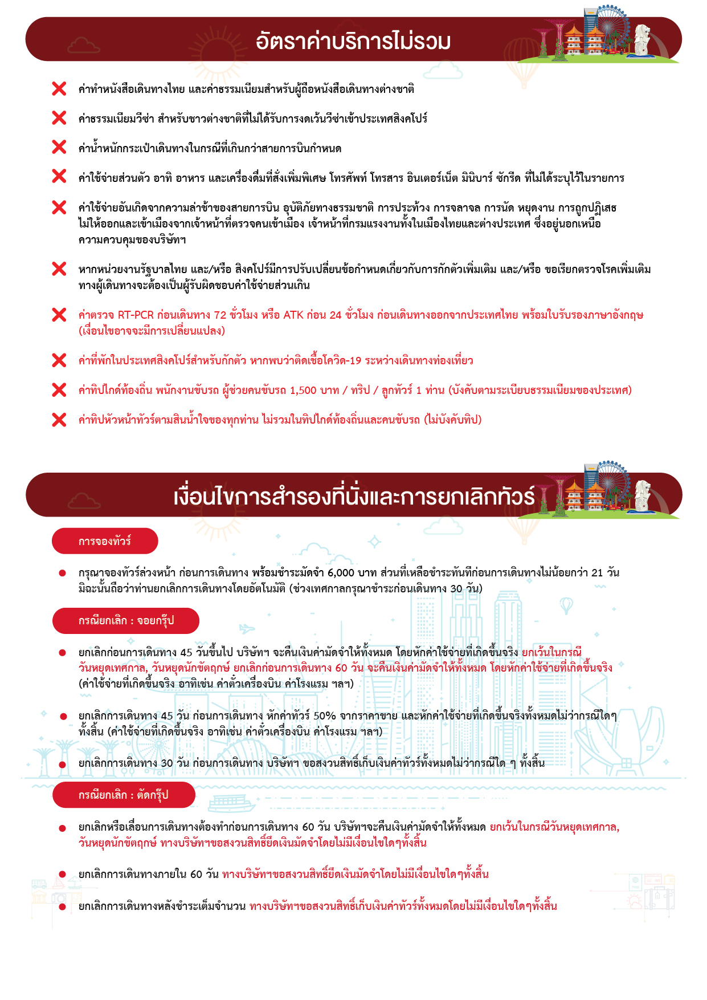 อัตราค่าบริการไม่รวม
ค่าทำหนังสือเดินทางไทย และค่าธรรมเนียมสำหรับผู้ถือหนังสือเดินทางต่างชาติ
ค่าธรรมเนียมวีซ่า สำหรับชาวต่างชาติที่ไม่ได้รับการงดเว้นวีซ่าเข้าประเทศสิงคโปร์
ค่าน้ำหนักกระเป๋าเดินทางในกรณีที่เกินกว่าสายการบินกำหนด
ค่าใช้จ่ายส่วนตัว อาทิ อาหาร และเครื่องดื่มที่สั่งเพิ่มพิเศษ โทรศัพท์ โทรสาร อินเตอร์เน็ต มินิบาร์ ซักรีด ที่ไม่ได้ระบุไว้ในรายการ
ค่าใช้จ่ายอันเกิดจากความล่าช้าของสายการบิน อุบัติภัยทางธรรมชาติ การประท้วง การจลาจล การนัด หยุดงาน การถูกปฏิเสธ
ไม่ให้ออกและเข้าเมืองจากเจ้าหน้าที่ตรวจคนเข้าเมือง เจ้าหน้าที่กรมแรงงานทั้งในเมืองไทยและต่างประเทศ ซึ่งอยู่นอกเหนือ
ความควบคุมของบริษัทฯ
หากหน่วยงานรัฐบาลไทย และ/หรือ สิงคโปร์มีการปรับเปลี่ยนข้อกำหนดเกี่ยวกับการกักตัวเพิ่มเติม และ/หรือ ขอเรียกตรวจโรคเพิ่มเติม
ทางผู้เดินทางจะต้องเป็นผู้รับผิดชอบค่าใช้จ่ายส่วนเกิน
ค่าตรวจ RT-PCR ก่อนเดินทาง 72 ชั่วโมง หรือ ATK ก่อน 24 ชั่วโมง ก่อนเดินทางออกจากประเทศไทย พร้อมใบรับรองภาษาอังกฤษ
(เงื่อนไขอาจจะมีการเปลี่ยนแปลง)
ค่าที่พักในประเทศสิงคโปร์สำหรับกักตัว หากพบว่าติดเชื้อโควิด-19 ระหว่างเดินทางท่องเที่ยว
ค่าทิปไกด์ท้องถิ่น พนักงานขับรถ ผู้ช่วยคนขับรถ 1,500 บาท / ทริป / ลูกทัวร์ 1 ท่าน (บังคับตามระเบียบธรรมเนียมของประเทศ)
ค่าทิปหัวหน้าทัวร์ตามสินน้ำใจของทุกท่าน ไม่รวมในทิปไกด์ท้องถิ่นและคนขับรถ (ไม่บังคับทิป)
เงื่อนไขการสำรองที่นั่งและการยกเลิกทัวร์
การจองทัวร์
กรุณาจองทัวร์ล่วงหน้า ก่อนการเดินทาง พร้อมชำระมัดจำ 6,000 บาท ส่วนที่เหลือชำระทันทีก่อนการเดินทางไม่น้อยกว่า 21 วัน
มิฉะนั้นถือว่าท่านยกเลิกการเดินทางโดยอัตโนมัติ (ช่วงเทศกาลกรุณาชำระก่อนเดินทาง 30 วัน)
กรณียกเลิก : จอยกรุ๊ป
ยกเลิกก่อนการเดินทาง 45 วันขึ้นไป บริษัทฯ จะคืนเงินค่ามัดจำให้ทั้งหมด โดยหักค่าใช้จ่ายที่เกิดขึ้นจริง ยกเว้นในกรณี
วันหยุดเทศกาล, วันหยุดนักขัตฤกษ์ ยกเลิกก่อนการเดินทาง 60 วัน จะคืนเงินค่ามัดจำให้ทั้งหมด โดยหักค่าใช้จ่ายที่เกิดขึ้นจริง
(ค่าใช้จ่ายที่เกิดขึ้นจริง อาทิเช่น ค่าตั๋วเครื่องบิน ค่าโรงแรม ฯลฯ)
ยกเลิกการเดินทาง 45 วัน ก่อนการเดินทาง หักค่าทัวร์ 50% จากราคาขาย และหักค่าใช้จ่ายที่เกิดขึ้นจริงทั้งหมดไม่ว่ากรณีใดๆ
ทั้งสิ้น (ค่าใช้จ่ายที่เกิดขึ้นจริง อาทิเช่น ค่าตั๋วเครื่องบิน ค่าโรงแรม ฯลฯ)
ยกเลิกการเดินทาง 30 วัน ก่อนการเดินทาง บริษัทฯ ขอสงวนสิทธิ์เก็บเงินค่าทัวร์ทั้งหมดไม่ว่ากรณีใด ๆ ทั้งสิ้น
กรณียกเลิก : ตัดกรุ๊ป
ยกเลิกหรือเลื่อนการเดินทางต้องทำก่อนการเดินทาง 60 วัน บริษัทฯจะคืนเงินค่ามัดจำให้ทั้งหมด ยกเว้นในกรณีวันหยุดเทศกาล,
วันหยุดนักขัตฤกษ์ ทางบริษัทฯขอสงวนสิทธิ์ยึดเงินมัดจำโดยไม่มีเงื่อนไขใดๆทั้งสิ้น
ยกเลิกการเดินทางภายใน 60 วัน ทางบริษัทฯขอสงวนสิทธิ์ยึดเงินมัดจำโดยไม่มีเงื่อนไขใดๆทั้งสิ้น
ยกเลิกการเดินทางหลังชำระเต็มจำนวน ทางบริษัทฯขอสงวนสิทธิ์เก็บเงินค่าทัวร์ทั้งหมดโดยไม่มีเงื่อนไขใดๆทั้งสิ้น